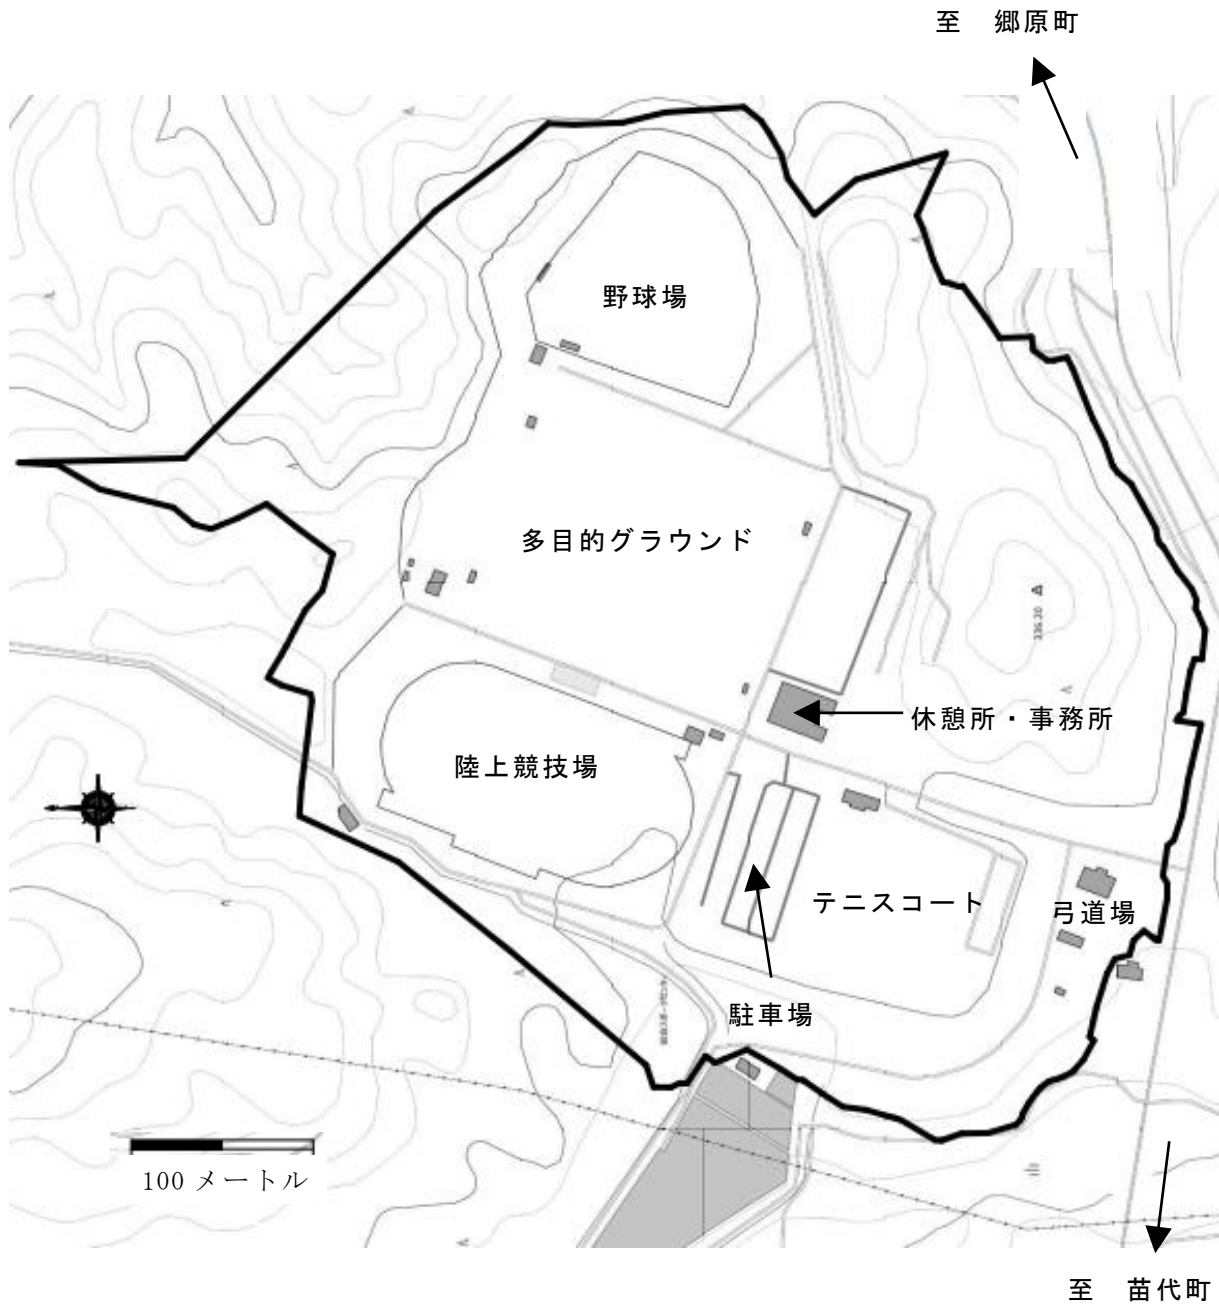 至　郷原町
野球場
多目的グラウンド
336.20
休憩所・事務所
陸上競技場
テニスコート
弓道場
駐車場
100 メートル
至　苗代町